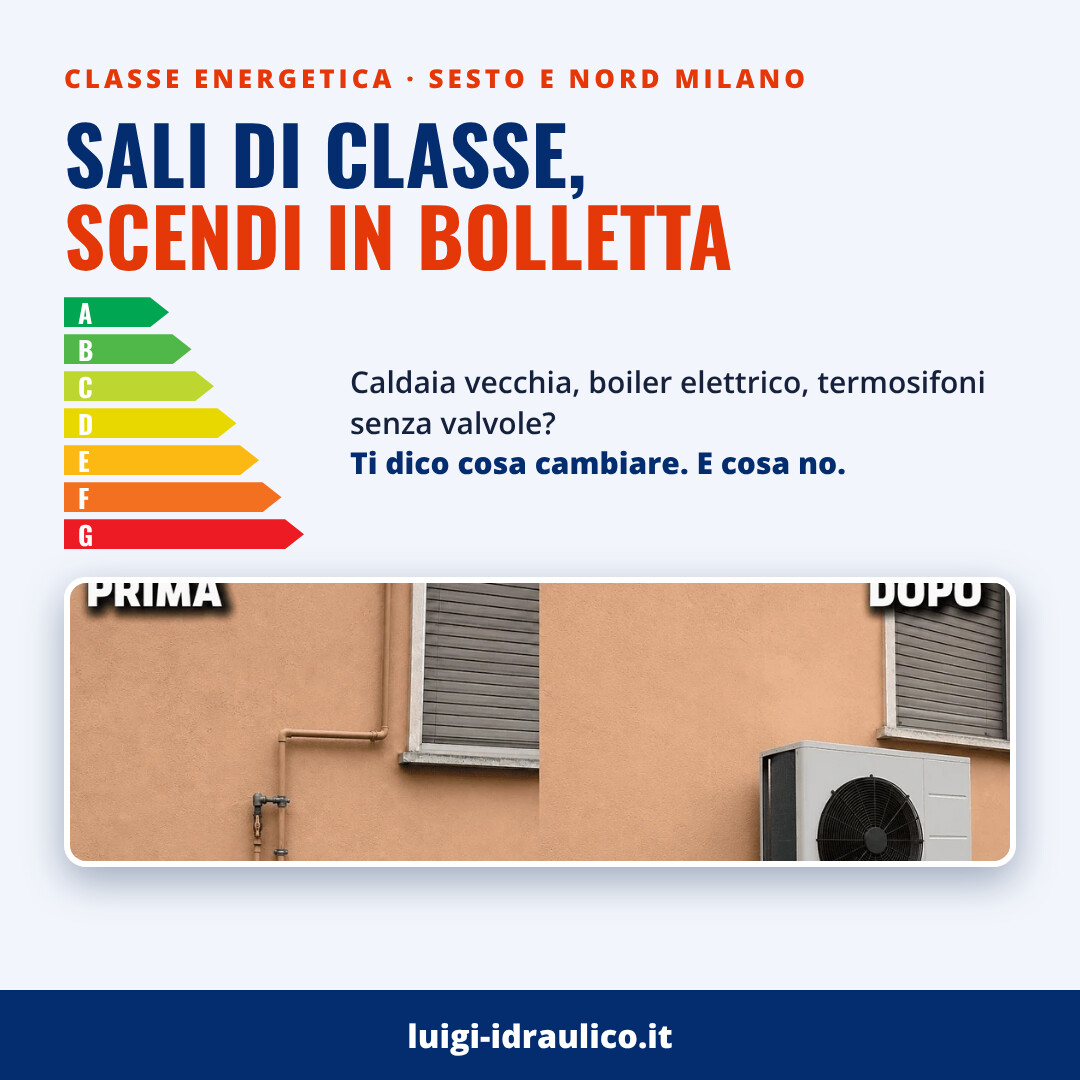 CLASSE ENERGETICA · SESTO E NORD MILANO
SALI DI CLASSE,
SCENDI IN BOLLETTA
A
B
C
D
E
F
G
Caldaia vecchia, boiler elettrico, termosifoni
senza valvole?
Ti dico cosa cambiare. E cosa no.
PRIMA
DOPO
luigi-idraulico.it